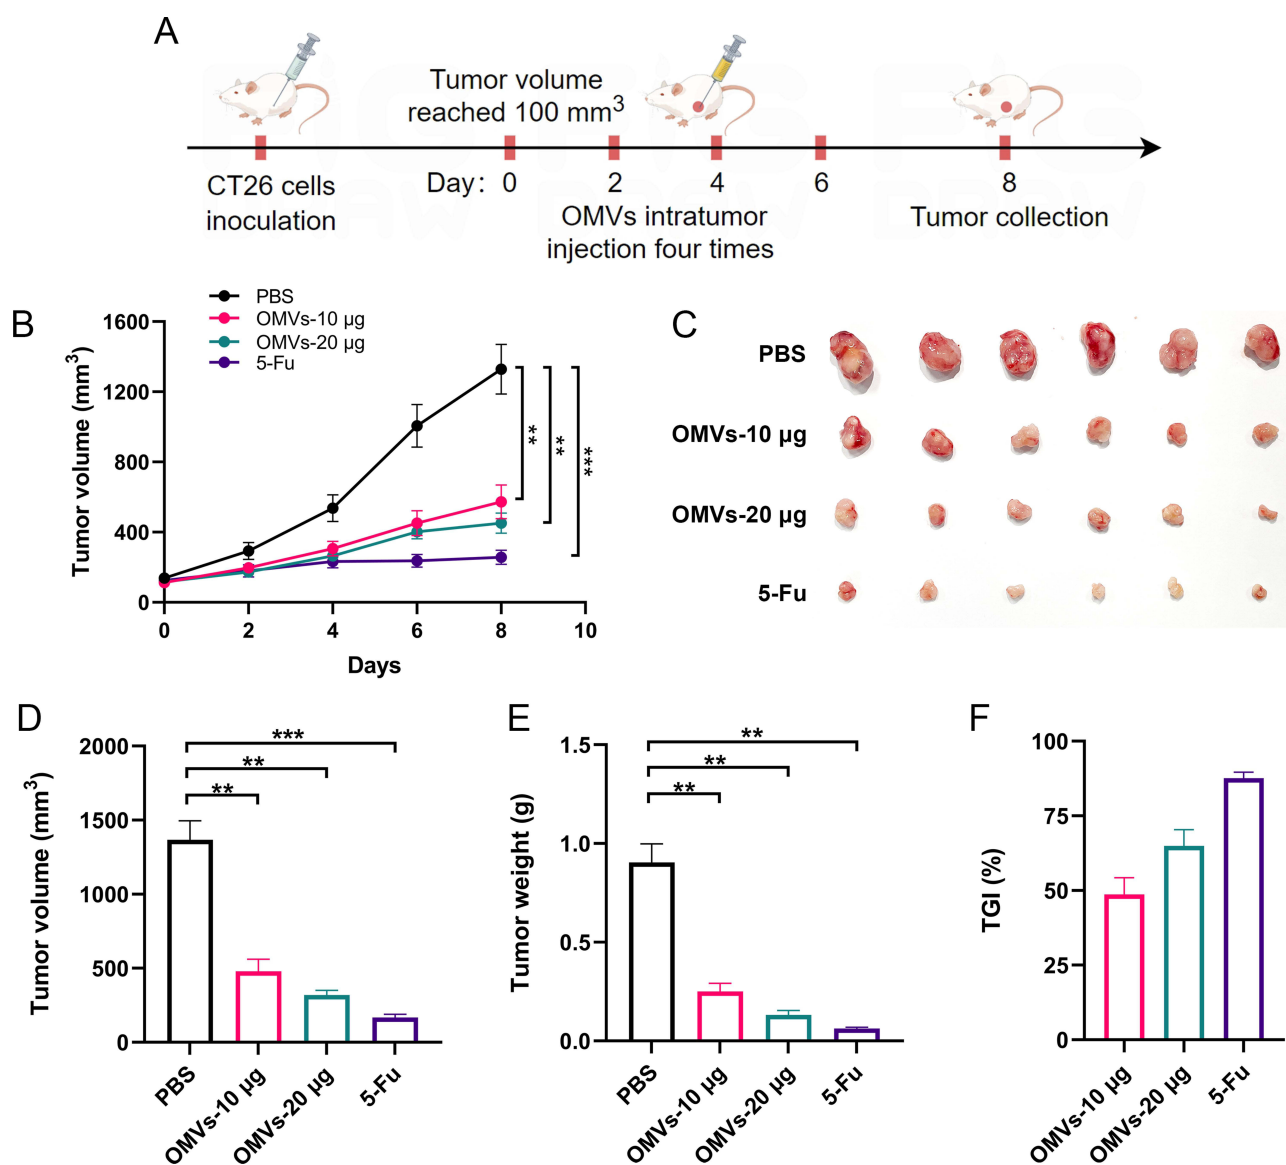 A
Tumor volume
reached 100 mm3
CT26 cells
inoculation
Day: 0 2 4 6 8
OMVs intratumor
injection four times
Tumor collection
B
PBS
OMVs-10 μg
OMVs-20 μg
5-Fu
Tumor volume (mm3)
1600
1200
800
400
0
0 2 4 6 8 10
Days
**
**
***
C
PBS
OMVs-10 μg
OMVs-20 μg
5-Fu
D
Tumor volume (mm3)
2000
1500
1000
500
0
***
**
**
PBS
OMVs-10 μg
OMVs-20 μg
5-Fu
E
Tumor weight (g)
1.5
1.0
0.5
0.0
**
**
**
PBS
OMVs-10 μg
OMVs-20 μg
5-Fu
F
TGI (%)
100
75
50
25
0
OMVs-10 μg
OMVs-20 μg
5-Fu